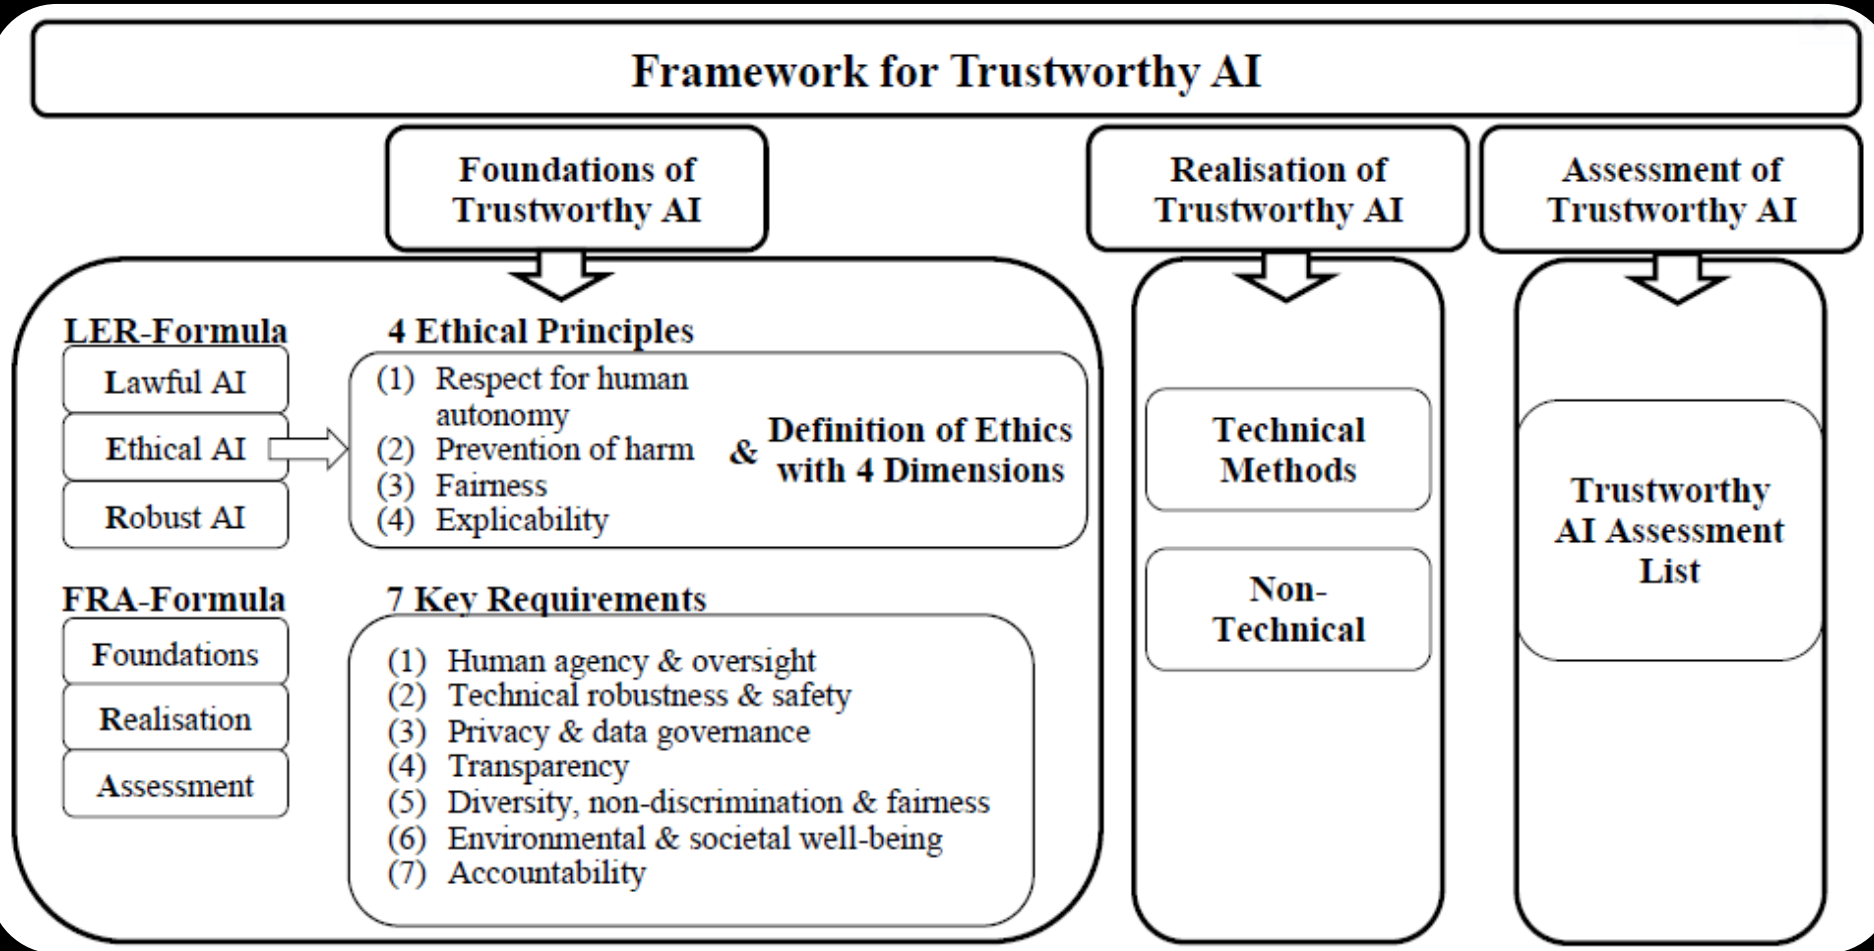 Framework for Trustworthy AI
Foundations of
Trustworthy AI
Realisation of
Trustworthy AI
Assessment of
Trustworthy AI
LER-Formula
Lawful AI
Ethical AI
Robust AI
4 Ethical Principles
(1) Respect for human
autonomy
(2) Prevention of harm
(3) Fairness
(4) Explicability
&
Definition of Ethics
with 4 Dimensions
FRA-Formula
Foundations
Realisation
Assessment
7 Key Requirements
(1) Human agency & oversight
(2) Technical robustness & safety
(3) Privacy & data governance
(4) Transparency
(5) Diversity, non-discrimination & fairness
(6) Environmental & societal well-being
(7) Accountability
Technical
Methods
Non-
Technical
Trustworthy
AI Assessment
List